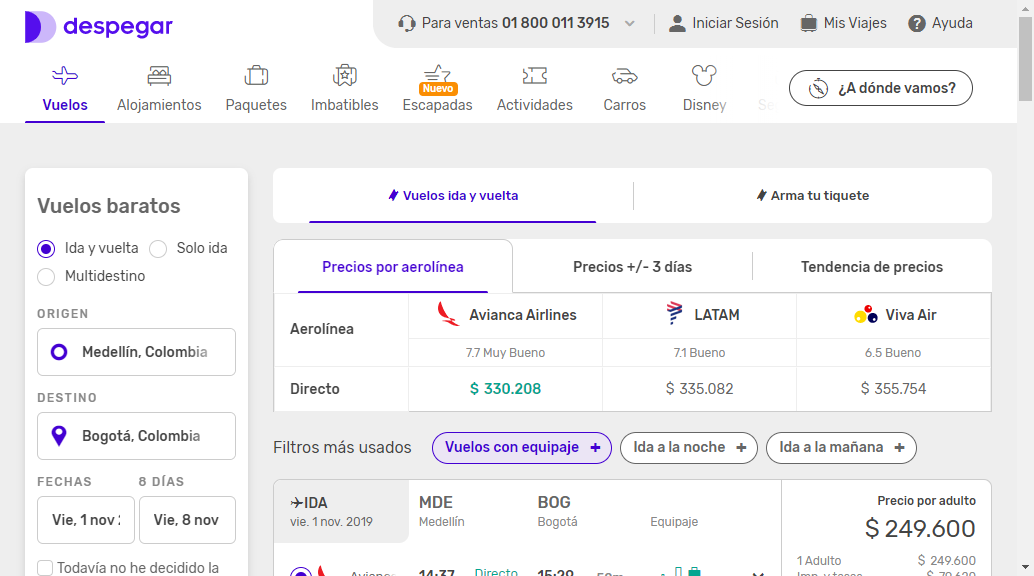 despegar
Para ventas 01 800 011 3915
Iniciar Sesión
Mis Viajes
Ayuda
Vuelos
Alojamientos
Paquetes
Imbatibles
Nuevo
Escapadas
Actividades
Carros
Disney
¿A dónde vamos?
Vuelos baratos
Ida y vuelta
Solo ida
Multidestino
ORIGEN
Medellín, Colombia
DESTINO
Bogotá, Colombia
FECHAS
8 DÍAS
Vie, 1 nov
Vie, 8 nov
Todavía no he decidido la
Vuelos ida y vuelta
Arma tu tiquete
Precios por aerolínea
Precios +/- 3 días
Tendencia de precios
Aerolínea
Avianca Airlines
LATAM
Viva Air
7.7 Muy Bueno
7.1 Bueno
6.5 Bueno
Directo
$ 330.208
$ 335.082
$ 355.754
Filtros más usados
Vuelos con equipaje +
Ida a la noche +
Ida a la mañana +
IDA
vie. 1 nov. 2019
MDE
Medellín
BOG
Bogotá
Equipaje
14:37
Directo
15:29
Precio por adulto
$ 249.600
1 Adulto
$ 249.600